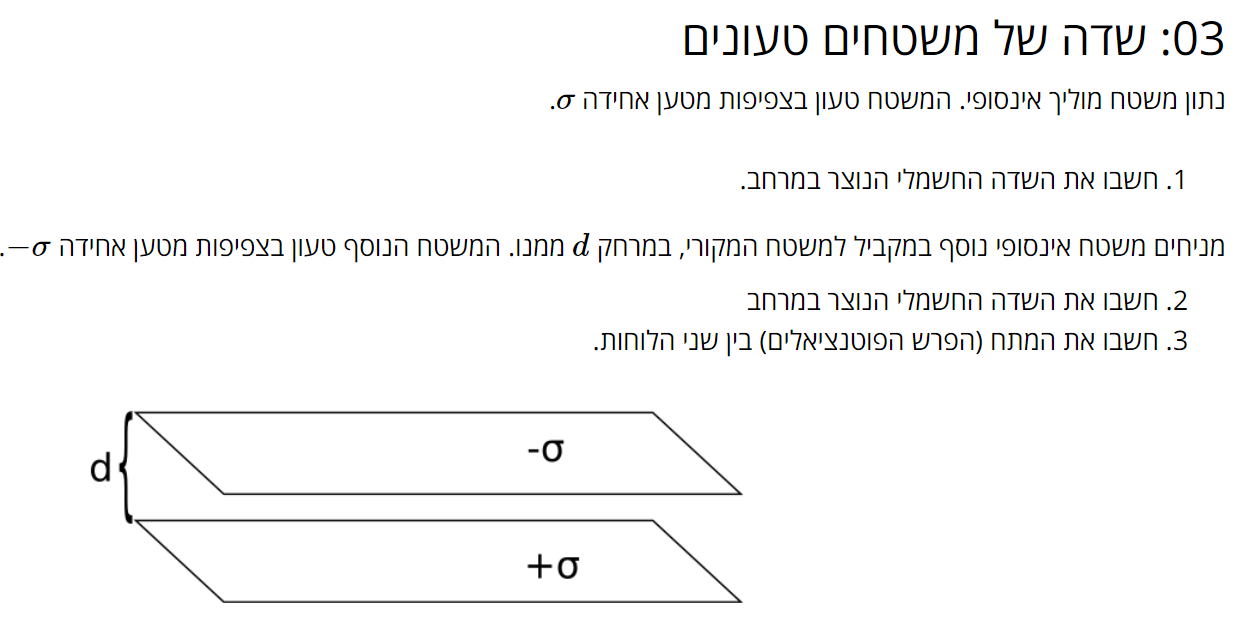 03: שדה של משטחים טעונים
נתון משטח מוליך אינסופי. המשטח טעון בצפיפות מטען אחידה σ.
1. חשבו את השדה החשמלי הנוצר במרחב.
מניחים משטח אינסופי נוסף במקביל למשטח המקורי, במרחק d ממנו. המשטח הנוסף טעון בצפיפות מטען אחידה −σ.
2. חשבו את השדה החשמלי הנוצר במרחב
3. חשבו את המתח (הפרש הפוטנציאלים) בין שני הלוחות.
-σ
d
+σ